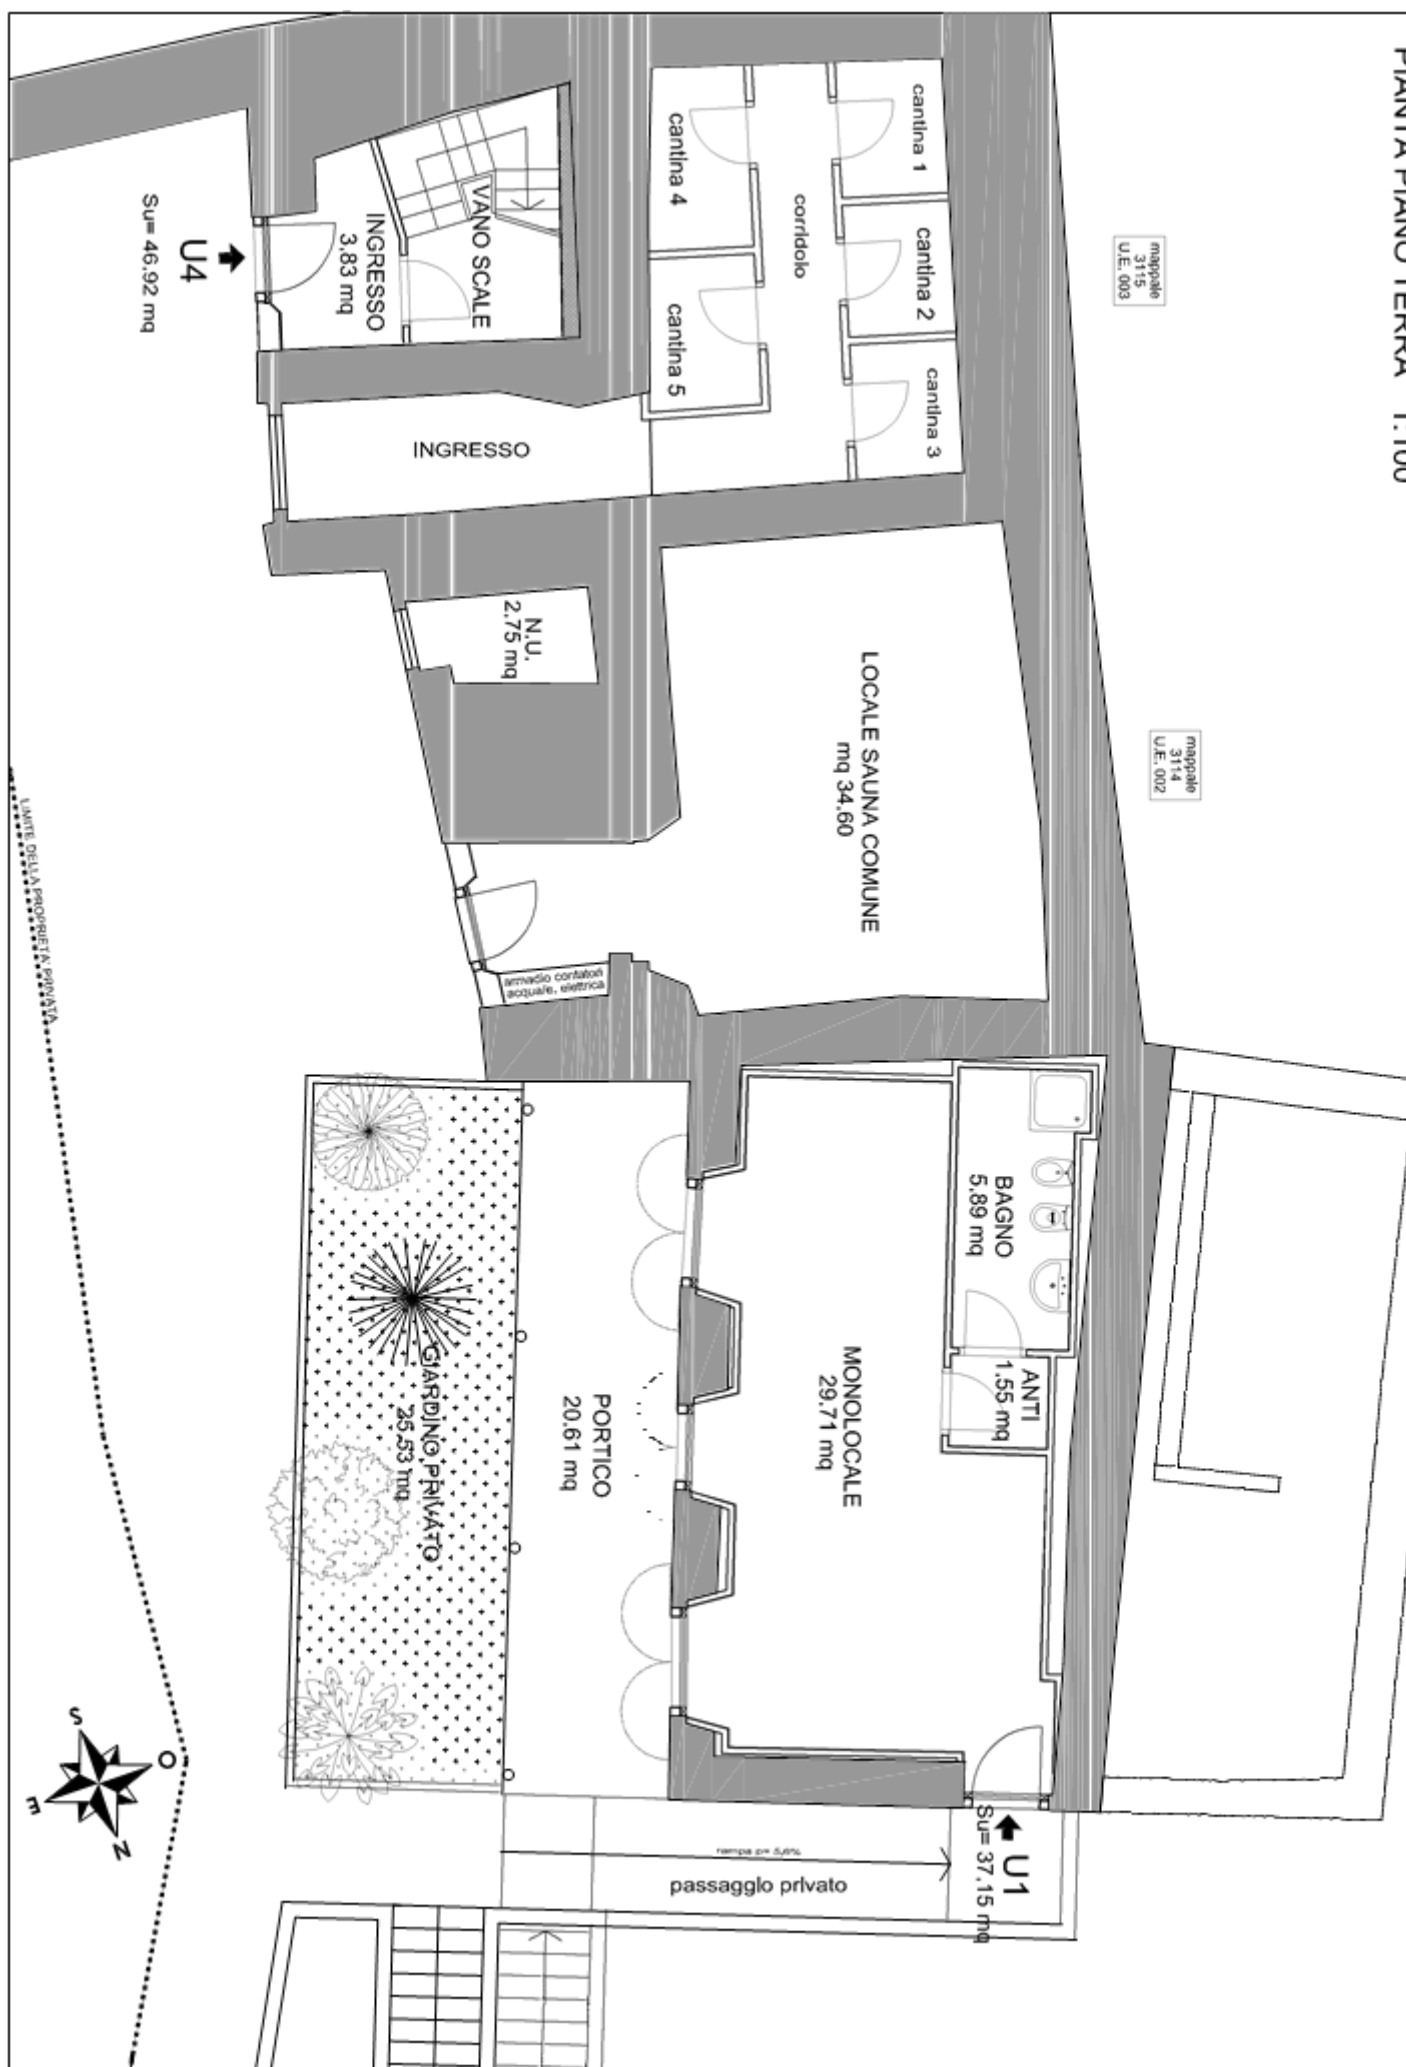 PIANTA PIANO TERRA 1:100
mappale
3115
U.E. 003
mappale
3114
U.E. 002
cantina 1
cantina 2
cantina 3
corridoio
cantina 4
cantina 5
VANO SCALE
INGRESSO
3.83 mq
U4
Su= 46.92 mq
INGRESSO
N.U.
2.75 mq
LOCALE SAUNA COMUNE
mq 34.60
armadio contatori
acqua/e. elettrica
LIMITE DELLA PROPRIETA' PRIVATA
BAGNO
5.89 mq
ANTI
1.55 mq
MONOLOCALE
29.71 mq
PORTICO
20.61 mq
GIARDINO PRIVATO
25.53 mq
U1
Su= 37.15 mq
rampa p= 5,6%
passaggio privato
S
O
E
N